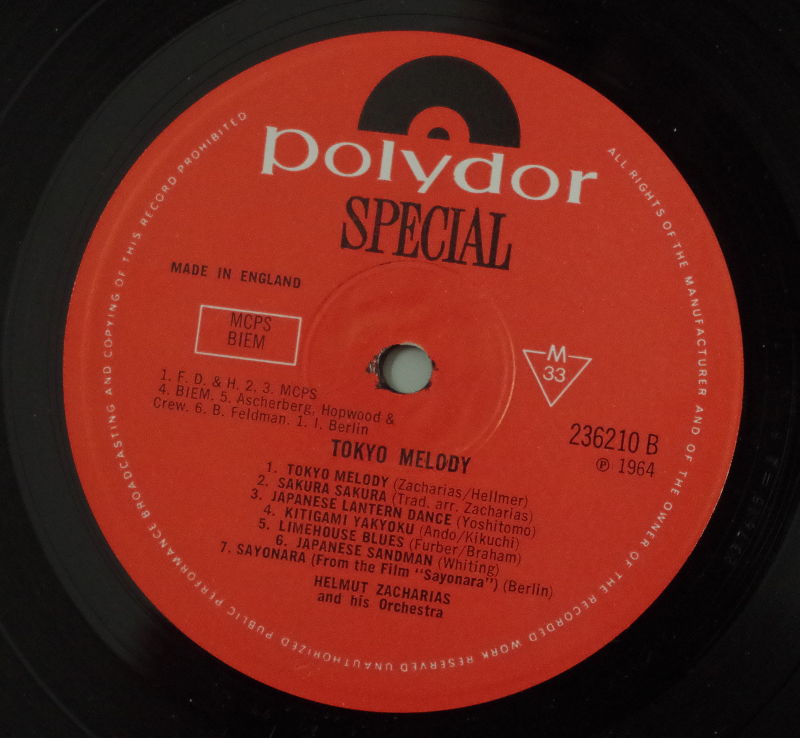 polydor
SPECIAL
MADE IN ENGLAND
MCPS
BIEM
M
33
1. F. D. & H. 2. 3. MCPS
4. BIEM. 5. Ascherberg, Hopwood &
Crew. 6. B. Feldman. 1. I. Berlin
236210 B
℗ 1964
TOKYO MELODY
1. TOKYO MELODY (Zacharias/Hellmer)
2. SAKURA SAKURA (Trad. arr. Zacharias)
3. JAPANESE LANTERN DANCE (Yoshitomo)
4. KITIGAMI YAKYOKU (Ando/Kikuchi)
5. LIMEHOUSE BLUES (Furber/Braham)
6. JAPANESE SANDMAN (Whiting)
7. SAYONARA (From the Film "Sayonara") (Berlin)
HELMUT ZACHARIAS
and his Orchestra
ALL RIGHTS OF THE MANUFACTURER AND OF THE OWNER OF THE RECORDED WORK RESERVED UNAUTHORIZED PUBLIC PERFORMANCE BROADCASTING AND COPYING OF THIS RECORD PROHIBITED